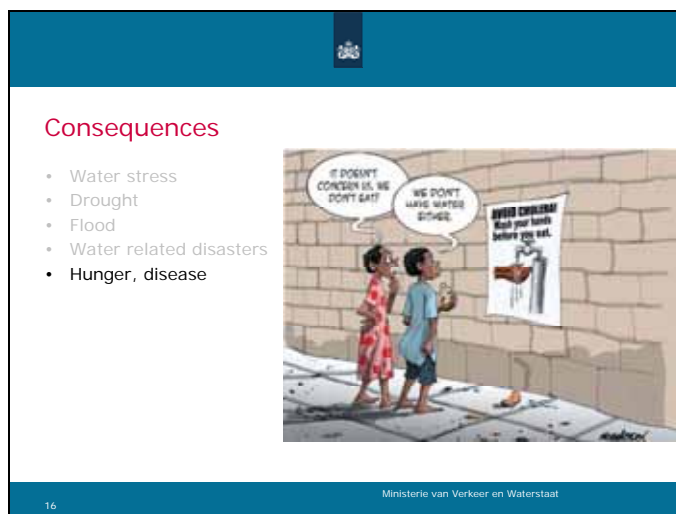 Consequences
• Water stress
• Drought
• Flood
• Water related disasters
• Hunger, disease
IT DOESN'T
CONCERN US, WE
DON'T EAT!
WE DON'T
HAVE WATER
EITHER.
AVOID CHOLERA!
Wash your hands
before you eat.
16
Ministerie van Verkeer en Waterstaat